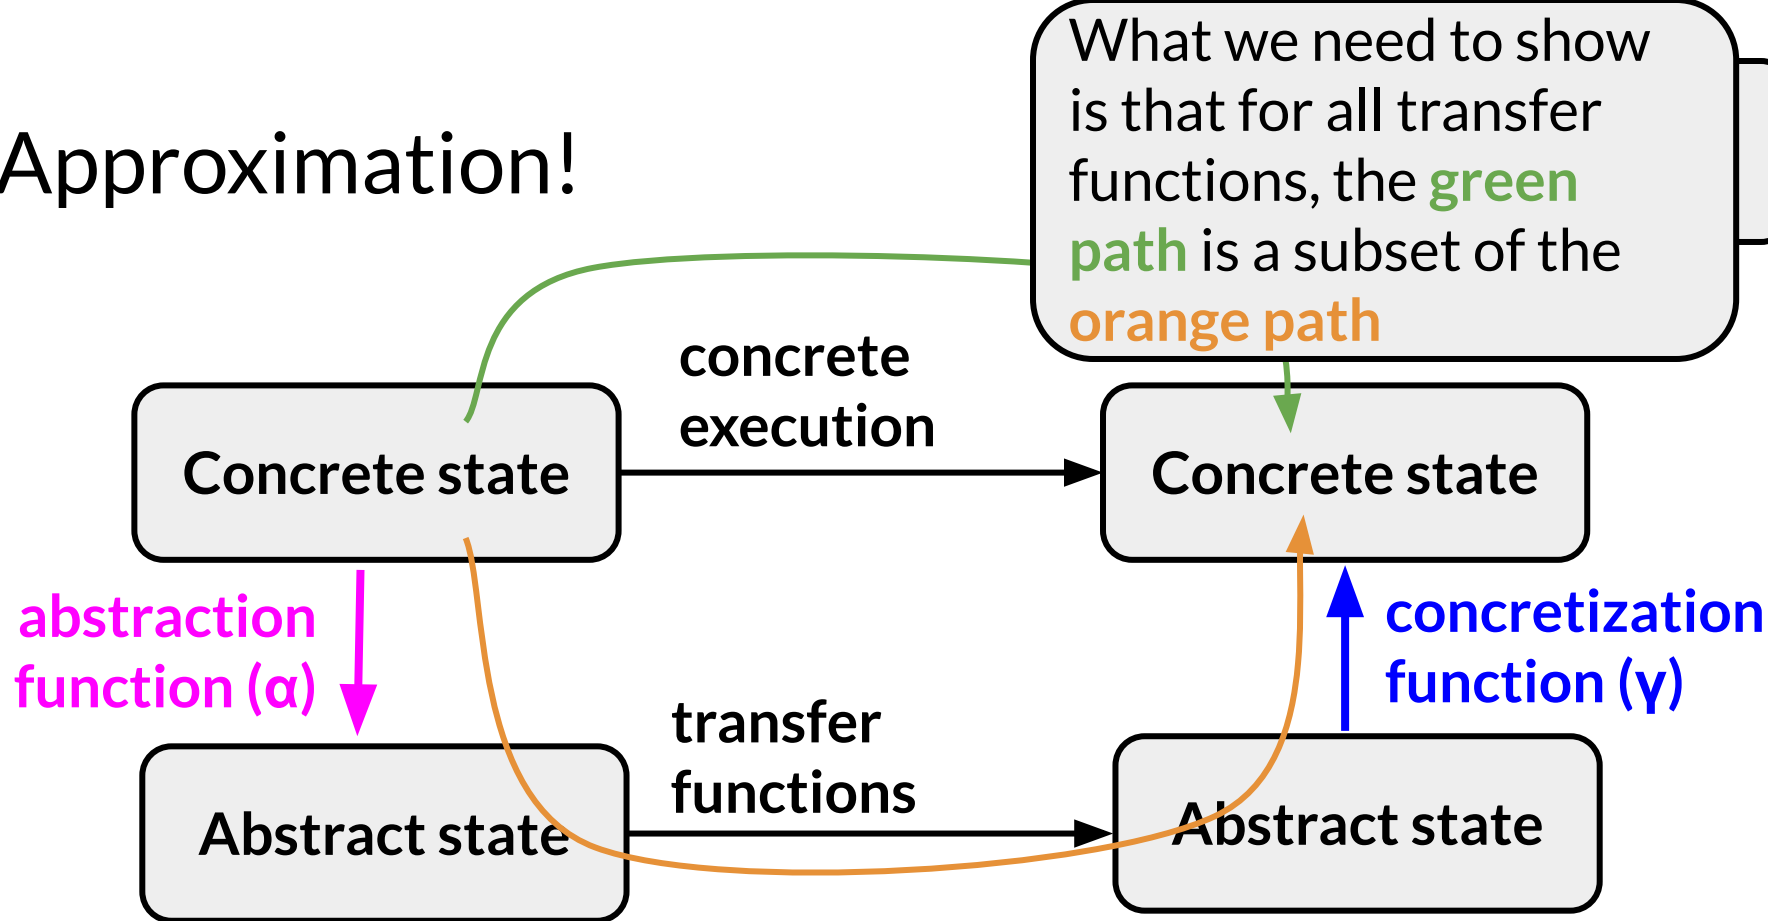 What we need to show
is that for all transfer
functions, the green
path is a subset of the
orange path
Approximation!
concrete
execution
Concrete state
Concrete state
abstraction
function (α)
concretization
function (γ)
transfer
functions
Abstract state
Abstract state